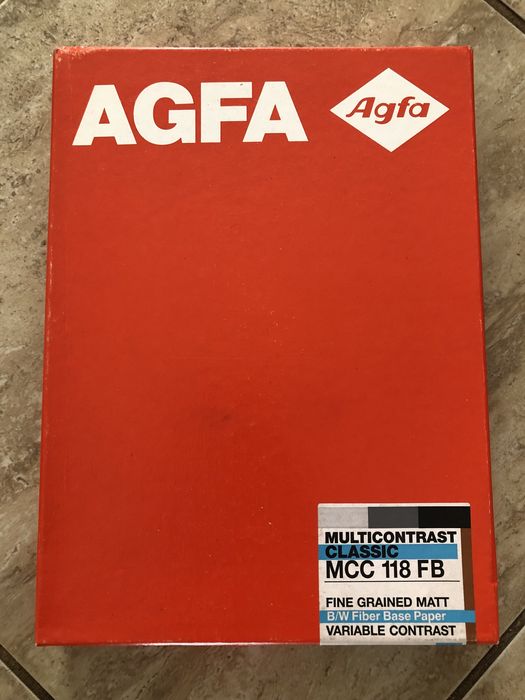 AGFA
Agfa
MULTICONTRAST
CLASSIC
MCC 118 FB
FINE GRAINED MATT
B/W Fiber Base Paper
VARIABLE CONTRAST